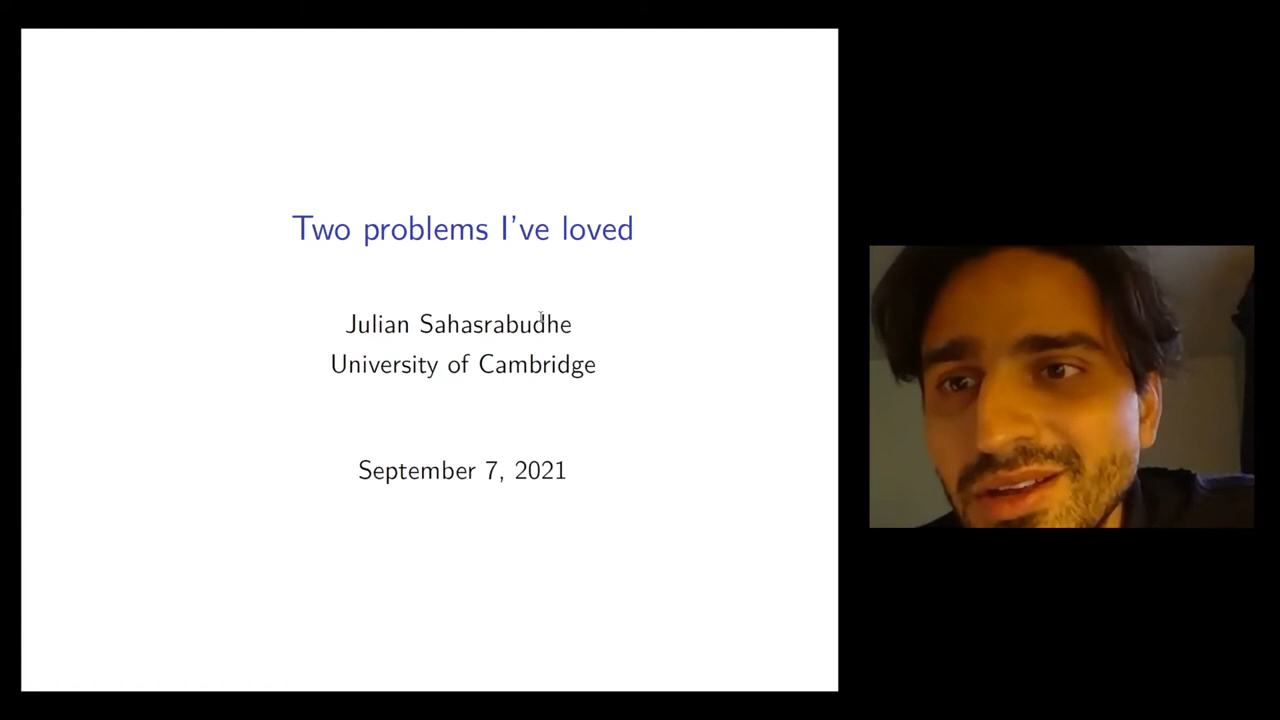 Two problems I've loved
Julian Sahasrabudhe
University of Cambridge
September 7, 2021